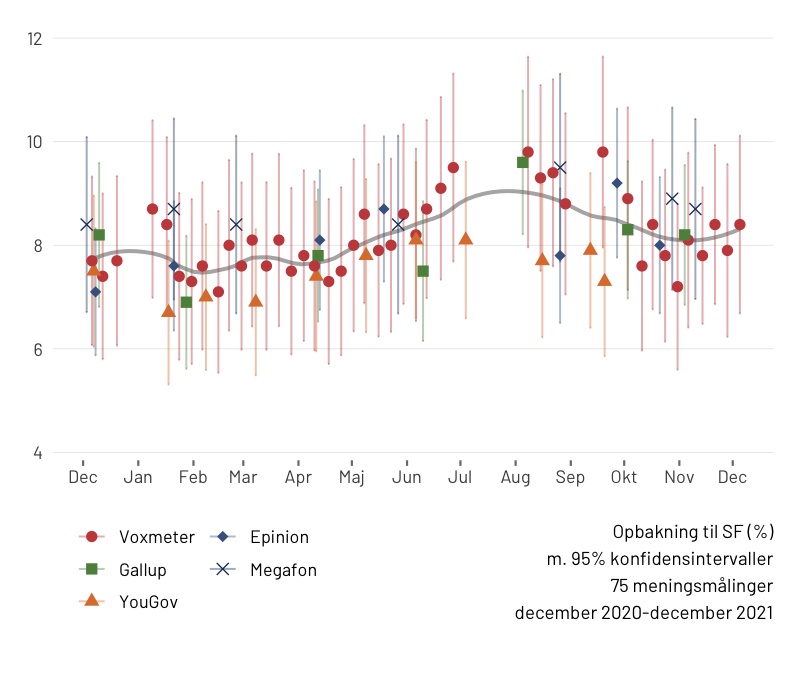 12
10
8
6
4
Dec Jan Feb Mar Apr Maj Jun Jul Aug Sep Okt Nov Dec
Voxmeter Epinion
Gallup Megafon
YouGov
Opbakning til SF (%)
m. 95% konfidensintervaller
75 meningsmålinger
december 2020-december 2021